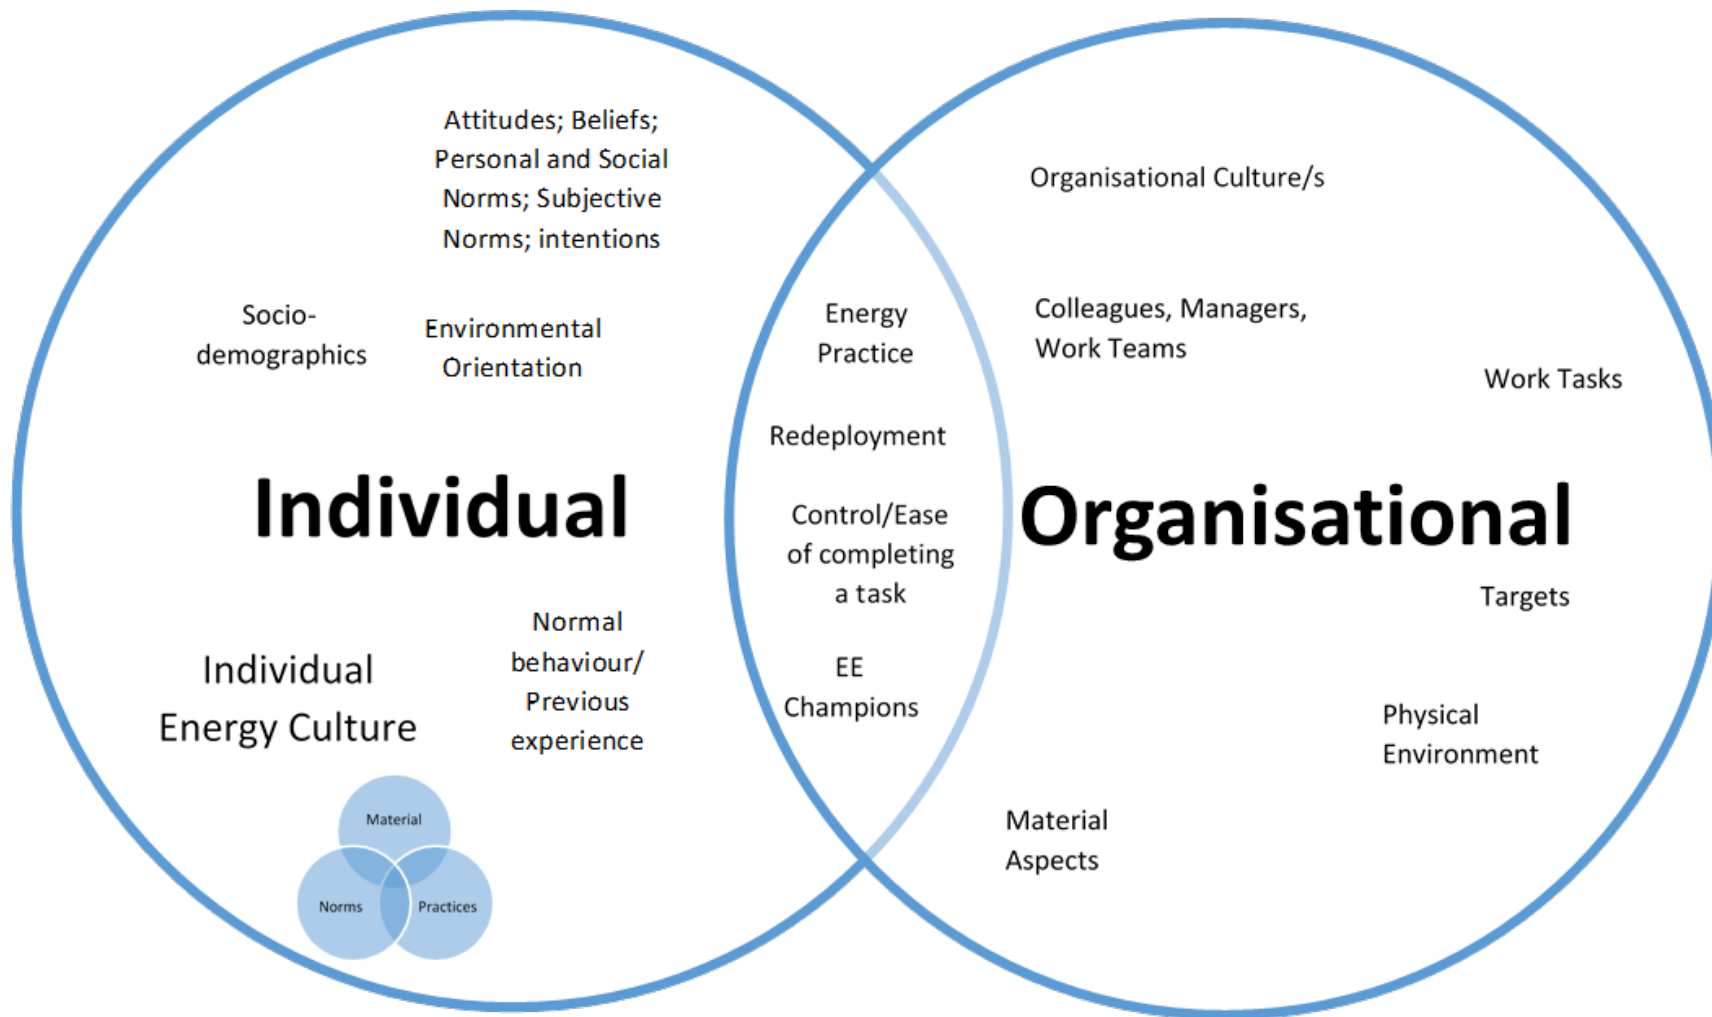 Attitudes; Beliefs;
Personal and Social
Norms; Subjective
Norms; intentions
Socio-
demographics
Environmental
Orientation
Individual
Individual
Energy Culture
Normal
behaviour/
Previous
experience
Material
Norms
Practices
Energy
Practice
Redeployment
Control/Ease
of completing
a task
EE
Champions
Organisational Culture/s
Colleagues, Managers,
Work Teams
Work Tasks
Organisational
Targets
Physical
Environment
Material
Aspects